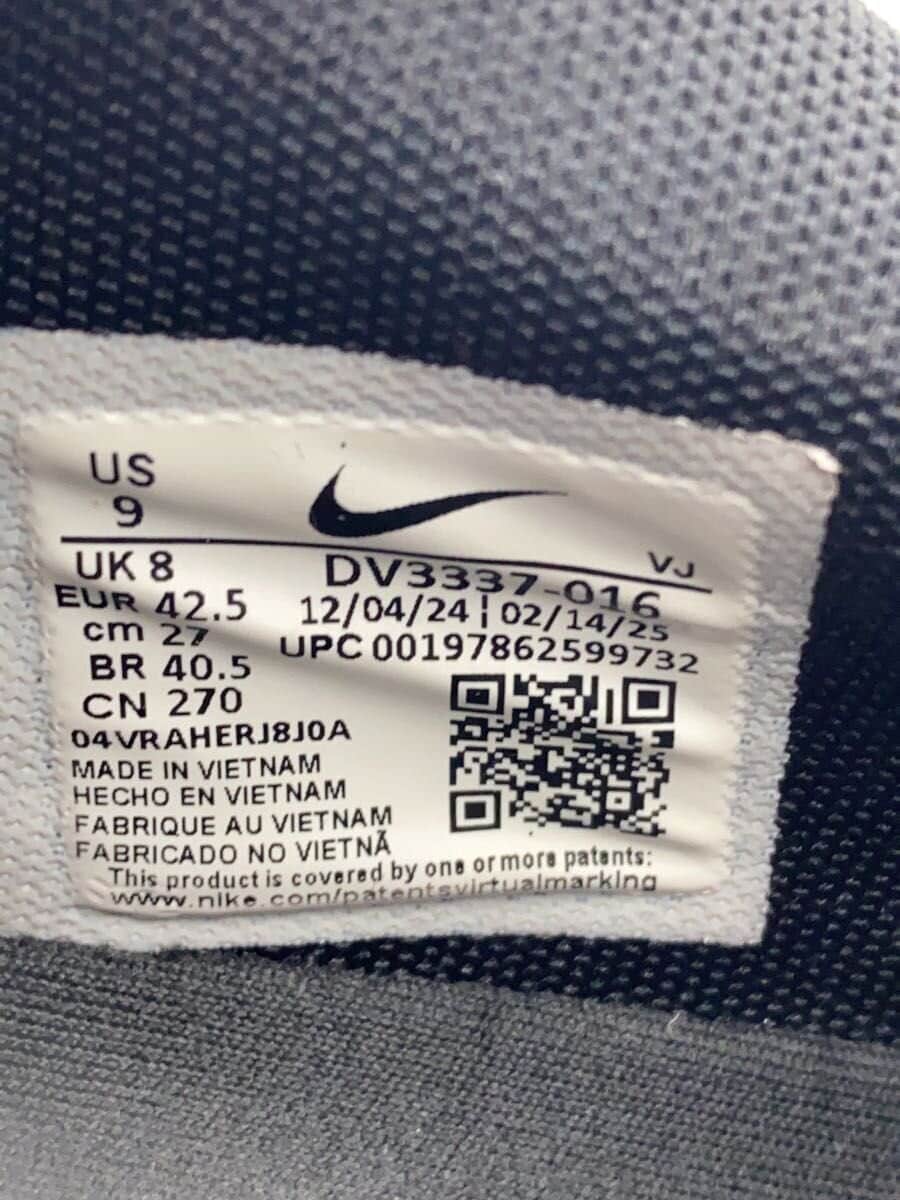 US
9
VJ
UK 8
DV3337-016
EUR 42.5
12/04/24 | 02/14/25
cm 27
UPC 00197862599732
BR 40.5
CN 270
04VRAHERJ8J0A
MADE IN VIETNAM
HECHO EN VIETNAM
FABRIQUE AU VIETNAM
FABRICADO NO VIETNÃ
This product is covered by one or more patents:
www.nike.com/patentsvirtualmarking